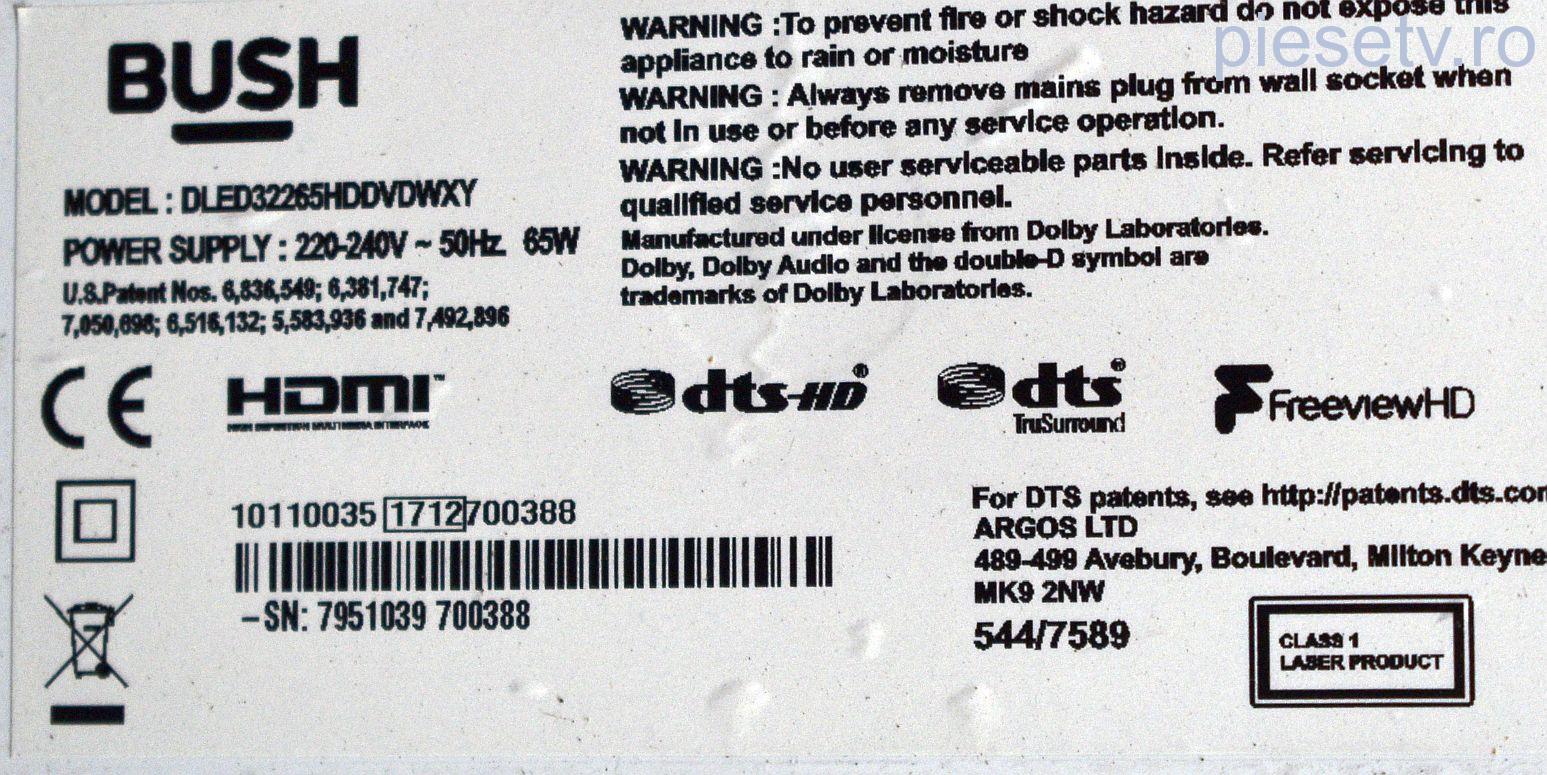 BUSH
MODEL : DLED32265HDDVDWXY
POWER SUPPLY : 220-240V ~ 50Hz 65W
U.S.Patent Nos. 6,836,549; 6,381,747;
7,050,698; 6,516,132; 5,583,936 and 7,492,896
WARNING :To prevent fire or shock hazard do not expose this
appliance to rain or moisture
WARNING : Always remove mains plug from wall socket when
not in use or before any service operation.
WARNING :No user serviceable parts inside. Refer servicing to
qualified service personnel.
Manufactured under license from Dolby Laboratories.
Dolby, Dolby Audio and the double-D symbol are
trademarks of Dolby Laboratories.
piesetv.ro
CE
HDMI™
HIGH DEFINITION MULTIMEDIA INTERFACE
dts-HD®
dts®
TruSurround
FreeviewHD
10110035 1712 700388
-SN: 7951039 700388
For DTS patents, see http://patents.dts.com
ARGOS LTD
489-499 Avebury, Boulevard, Milton Keyne
MK9 2NW
544/7589
CLASS 1
LASER PRODUCT